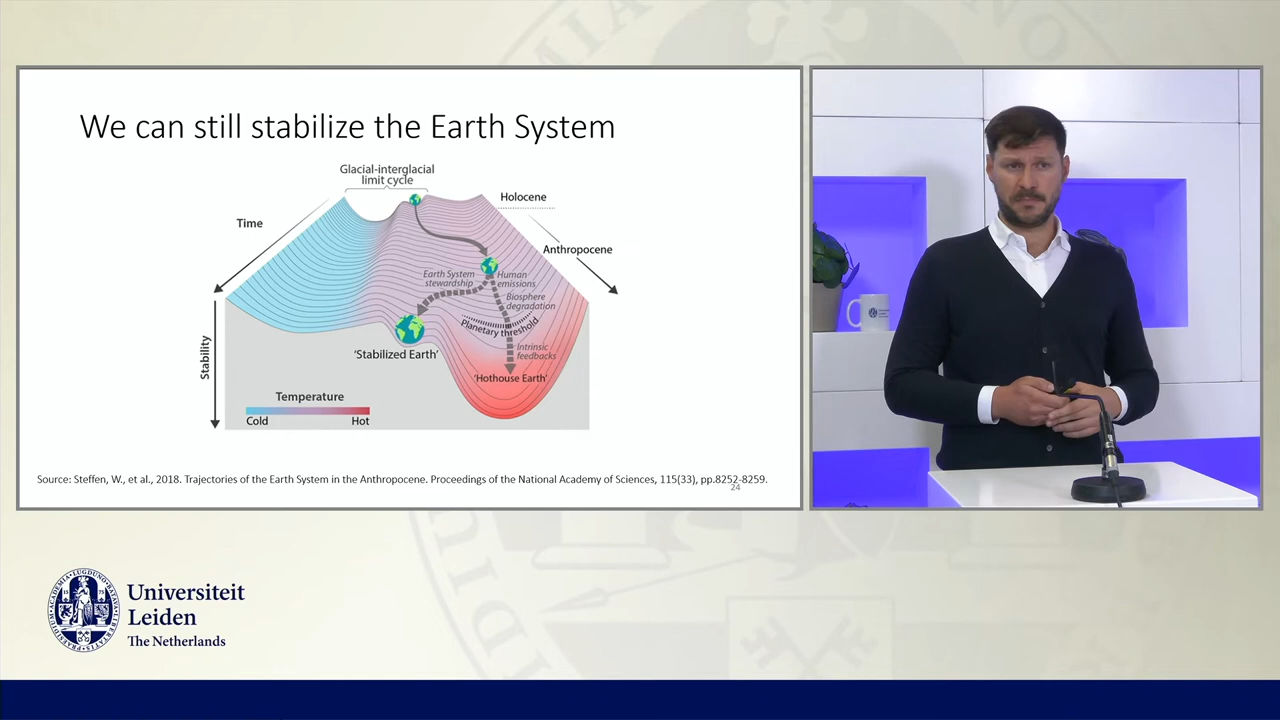 We can still stabilize the Earth System
Glacial-interglacial
limit cycle
Holocene
Time
Anthropocene
Earth System
stewardship
Human
emissions
Biosphere
degradation
Planetary threshold
Stability
'Stabilized Earth'
Intrinsic
feedbacks
'Hothouse Earth'
Temperature
Cold
Hot
Source: Steffen, W., et al., 2018. Trajectories of the Earth System in the Anthropocene. Proceedings of the National Academy of Sciences, 115(33), pp.8252-8259.
24
Universiteit
Leiden
The Netherlands